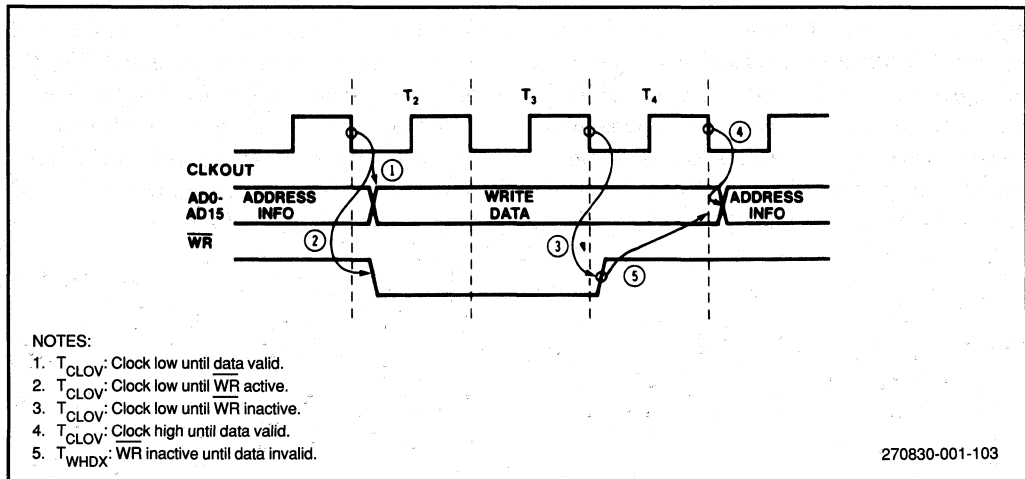 T2 T3 T4
4
CLKOUT
1
AD0-
AD15
ADDRESS
INFO
WRITE
DATA
ADDRESS
INFO
WR
2
3
5
NOTES:
1. TCLOV: Clock low until data valid.
2. TCLOV: Clock low until WR active.
3. TCLOV: Clock low until WR inactive.
4. TCLOV: Clock high until data valid.
5. TWHDX: WR inactive until data invalid.
270830-001-103